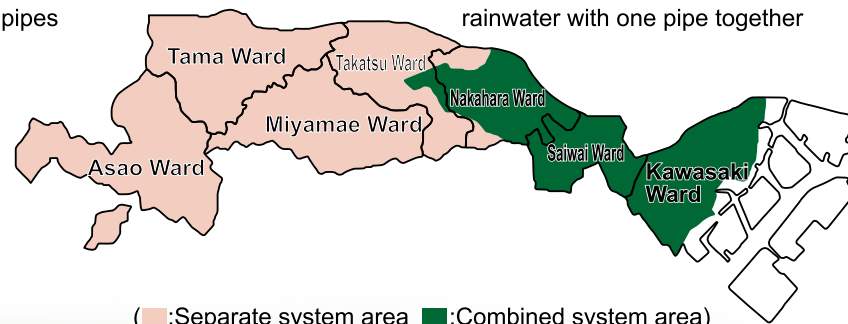 pipes
rainwater with one pipe together
Tama Ward
Takatsu Ward
Nakahara Ward
Miyamae Ward
Saiwai Ward
Asao Ward
Kawasaki
Ward
( :Separate system area :Combined system area)